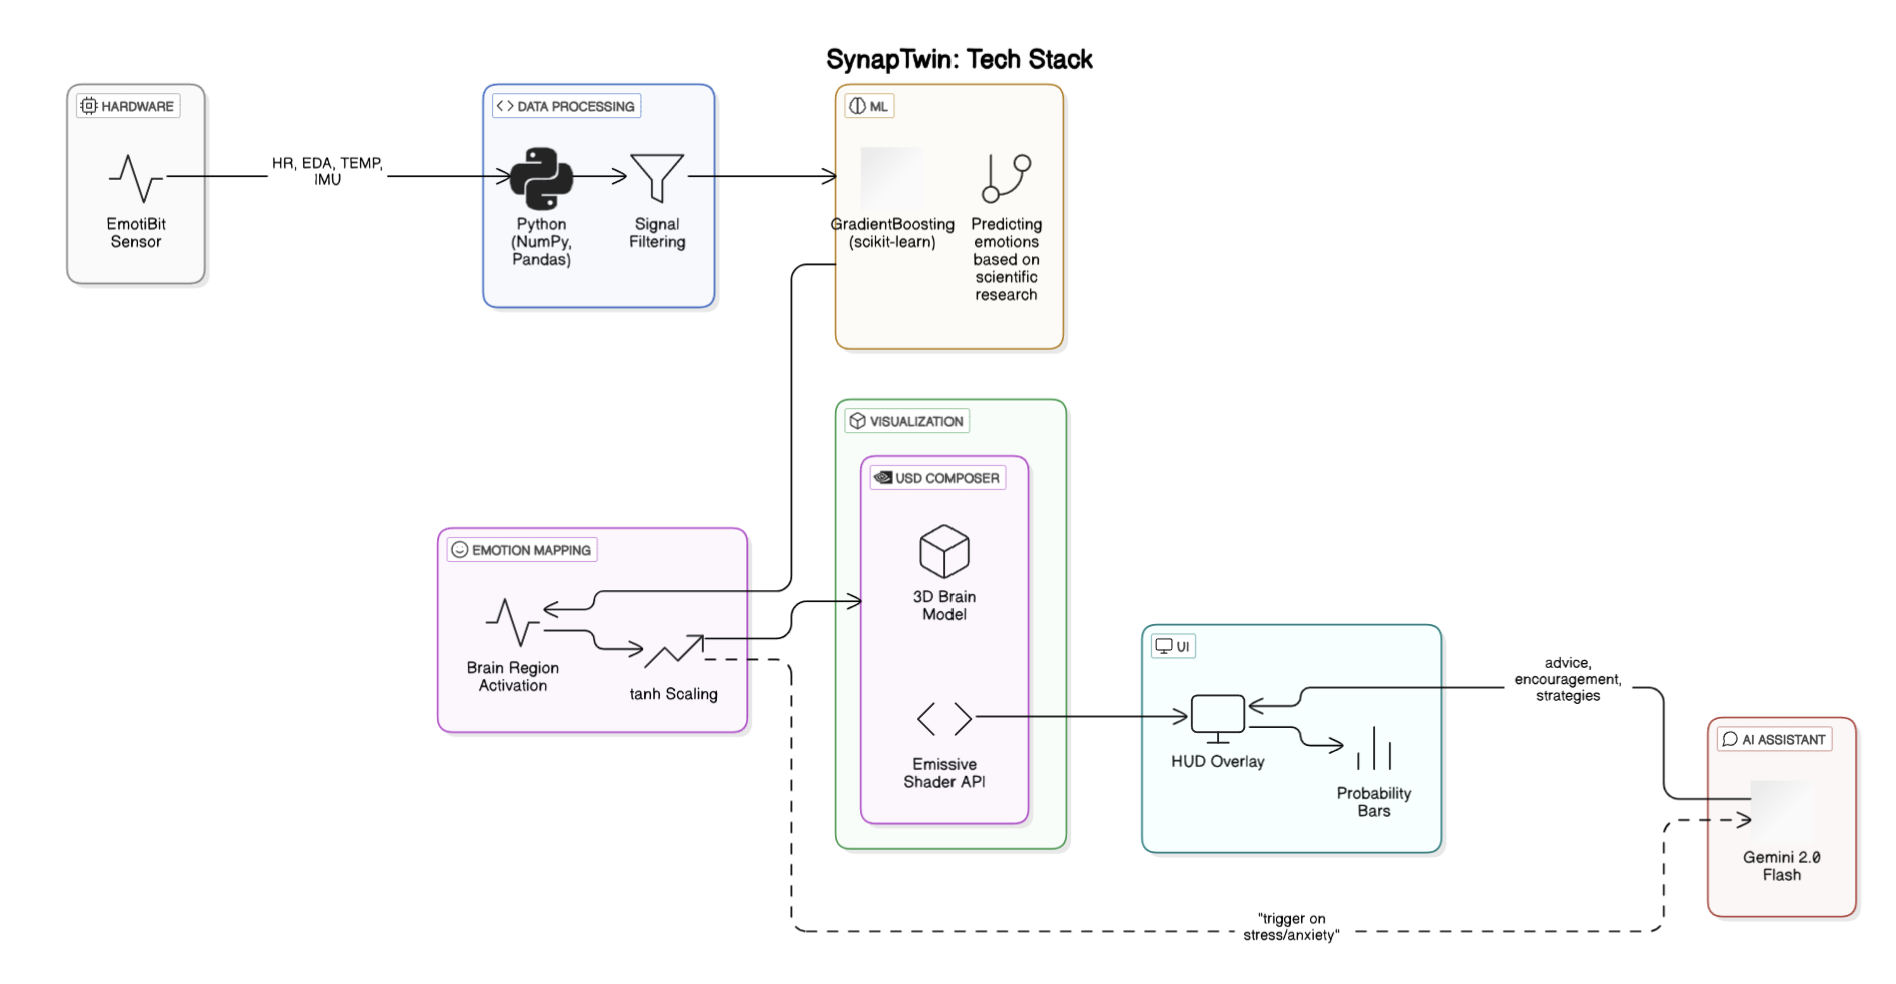 SynapTwin: Tech Stack
HARDWARE
EmotiBit
Sensor
HR, EDA, TEMP,
IMU
DATA PROCESSING
Python
(NumPy,
Pandas)
Signal
Filtering
ML
GradientBoosting
(scikit-learn)
Predicting
emotions
based on
scientific
research
VISUALIZATION
USD COMPOSER
3D Brain
Model
Emissive
Shader API
EMOTION MAPPING
Brain Region
Activation
tanh Scaling
UI
HUD Overlay
Probability
Bars
advice,
encouragement,
strategies
AI ASSISTANT
Gemini 2.0
Flash
"trigger on
stress/anxiety"